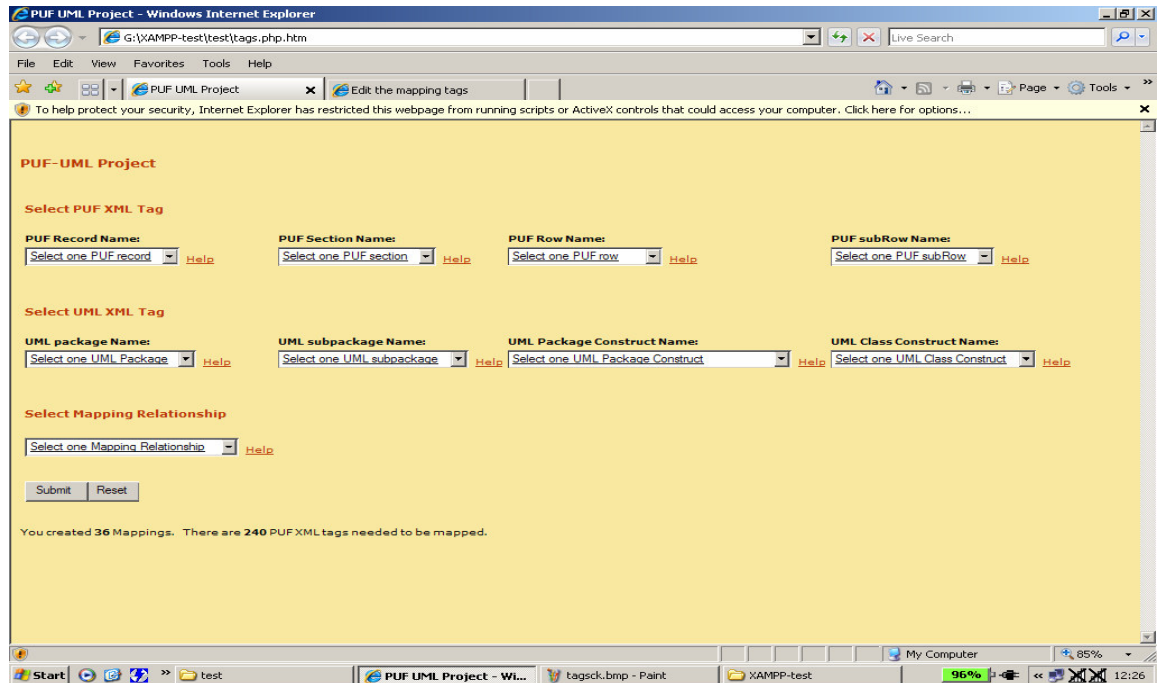 PUF UML Project - Windows Internet Explorer
G:\XAMPP-test\test\tags.php.htm
Live Search
File Edit View Favorites Tools Help
PUF UML Project
Edit the mapping tags
Page
Tools
To help protect your security, Internet Explorer has restricted this webpage from running scripts or ActiveX controls that could access your computer. Click here for options...
PUF-UML Project
Select PUF XML Tag
PUF Record Name: PUF Section Name: PUF Row Name: PUF subRow Name:
Select one PUF record Help Select one PUF section Help Select one PUF row Help Select one PUF subRow Help
Select UML XML Tag
UML package Name: UML subpackage Name: UML Package Construct Name: UML Class Construct Name:
Select one UML Package Help Select one UML subpackage Help Select one UML Package Construct Help Select one UML Class Construct Help
Select Mapping Relationship
Select one Mapping Relationship Help
Submit Reset
You created 36 Mappings. There are 240 PUF XML tags needed to be mapped.
My Computer 85%
Start test PUF UML Project - Wi... tagsck.bmp - Paint XAMPP-test 96% 12:26